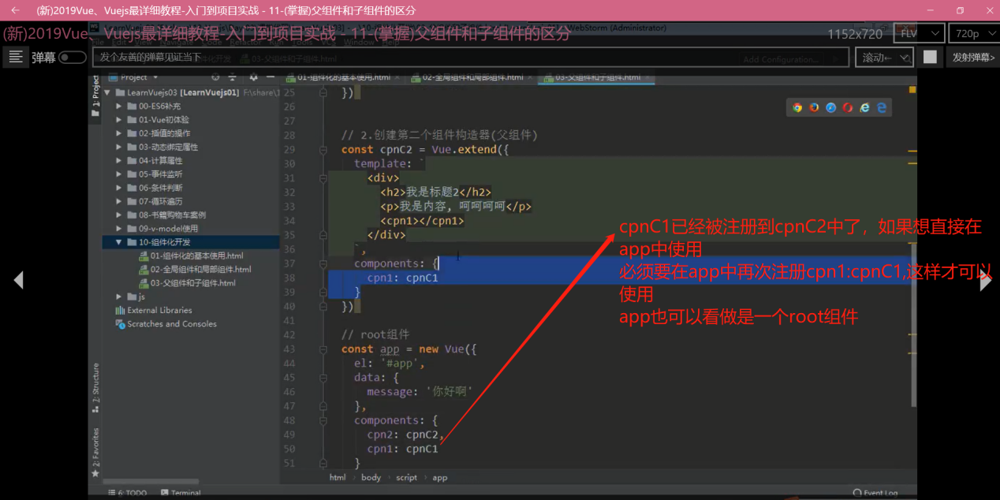 (新)2019Vue、Vuejs最详细教程-入门到项目实战 - 11-(掌握)父组件和子组件的区分
(新)2019Vue、Vuejs最详细教程-入门到项目实战 - 11-(掌握)父组件和子组件的区分
WebStorm (Administrator)
1152x720
FLV
720p
弹幕
发个友善的弹幕见证当下
03-父组件和子组件.html
Add Configuration...
滚动←
发射弹幕>
Project
01-组件化的基本使用.html
02-全局组件和局部组件.html
03-父组件和子组件.html
1: Project
LearnVuejs03 [LearnVuejs01] F:\share\1
00-ES6补充
01-Vue初体验
02-插值的操作
03-动态绑定属性
04-计算属性
05-事件监听
06-条件判断
07-循环遍历
08-书籍购物车案例
09-v-model使用
10-组件化开发
01-组件化的基本使用.html
02-全局组件和局部组件.html
03-父组件和子组件.html
js
External Libraries
Scratches and Consoles
2: Structure
2: Favorites
25 })
26
27
28 // 2.创建第二个组件构造器(父组件)
29 const cpnC2 = Vue.extend({
30 template: `
31 <div>
32 <h2>我是标题2</h2>
33 <p>我是内容, 呵呵呵呵</p>
34 <cpn1></cpn1>
35 </div>
36 `,
37 components: {
38 cpn1: cpnC1
39 }
40 })
41
42 // root组件
43 const app = new Vue({
44 el: '#app',
45 data: {
46 message: '你好啊'
47 },
48 components: {
49 cpn2: cpnC2,
50 cpn1: cpnC1
51 }
cpnC1已经被注册到cpnC2中了，如果想直接在
app中使用
必须要在app中再次注册cpn1:cpnC1,这样才可以
使用
app也可以看做是一个root组件
html › body › script › app
6: TODO
Terminal
Event Log